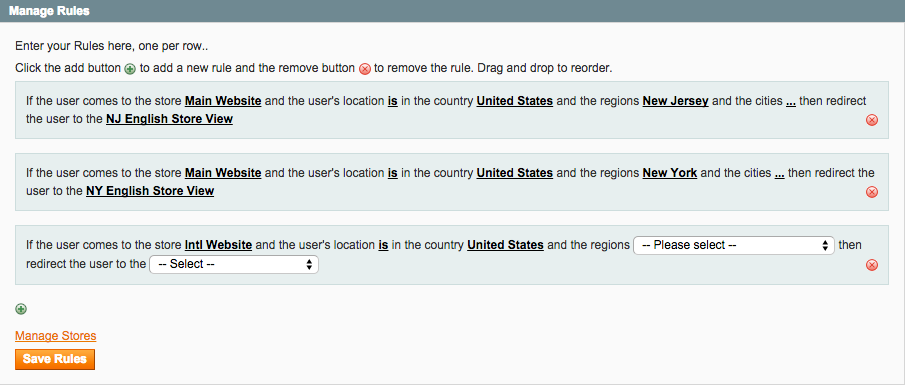 Manage Rules
Enter your Rules here, one per row..
Click the add button to add a new rule and the remove button to remove the rule. Drag and drop to reorder.
If the user comes to the store Main Website and the user's location is in the country United States and the regions New Jersey and the cities ... then redirect
the user to the NJ English Store View
If the user comes to the store Main Website and the user's location is in the country United States and the regions New York and the cities ... then redirect the
user to the NY English Store View
If the user comes to the store Intl Website and the user's location is in the country United States and the regions -- Please select -- then
redirect the user to the -- Select --
Manage Stores
Save Rules